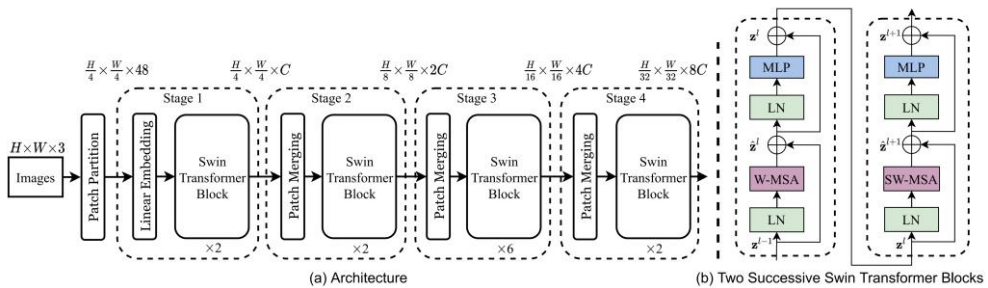 H×W×3
Images
H/4 × W/4 × 48
Patch Partition
H/4 × W/4 × C
Stage 1
Linear Embedding
Swin
Transformer
Block
×2
H/8 × W/8 × 2C
Stage 2
Patch Merging
Swin
Transformer
Block
×2
H/16 × W/16 × 4C
Stage 3
Patch Merging
Swin
Transformer
Block
×6
H/32 × W/32 × 8C
Stage 4
Patch Merging
Swin
Transformer
Block
×2
(a) Architecture
z^l
MLP
LN
ẑ^l
W-MSA
LN
z^{l-1}
z^{l+1}
MLP
LN
ẑ^{l+1}
SW-MSA
LN
z^l
(b) Two Successive Swin Transformer Blocks